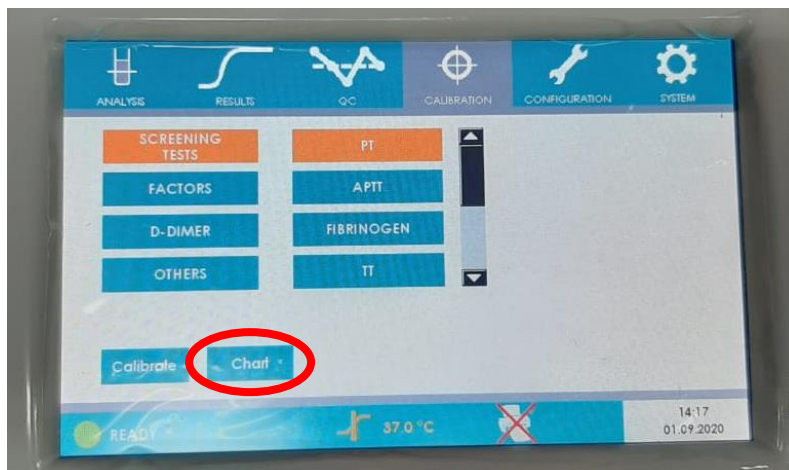 ANALYSIS
RESULTS
QC
CALIBRATION
CONFIGURATION
SYSTEM
SCREENING
TESTS
PT
FACTORS
APTT
D-DIMER
FIBRINOGEN
OTHERS
TT
Calibrate
Chart
READY
37.0 °C
14:17
01.09.2020